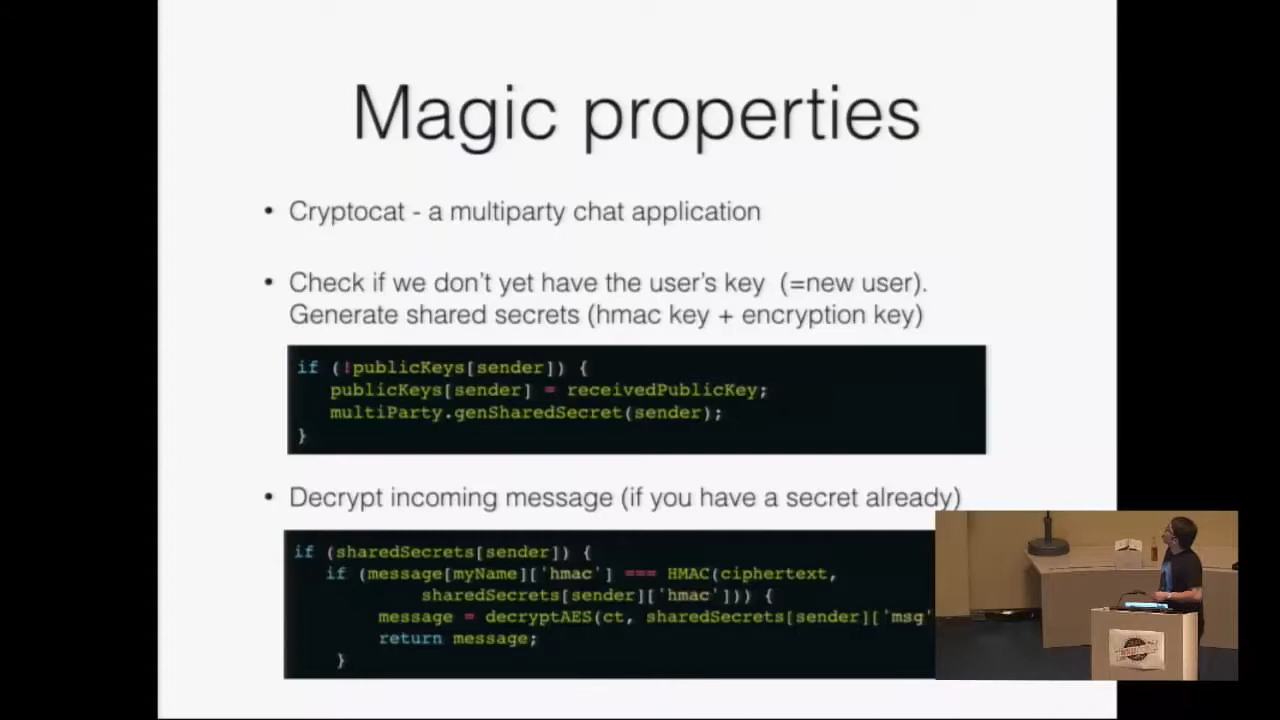 Magic properties
• Cryptocat - a multiparty chat application
• Check if we don't yet have the user's key (=new user).
Generate shared secrets (hmac key + encryption key)
if (!publicKeys[sender]) {
publicKeys[sender] = receivedPublicKey;
multiParty.genSharedSecret(sender);
}
• Decrypt incoming message (if you have a secret already)
if (sharedSecrets[sender]) {
if (message[myName]['hmac'] === HMAC(ciphertext,
sharedSecrets[sender]['hmac'])) {
message = decryptAES(ct, sharedSecrets[sender]['msg'
return message;
}